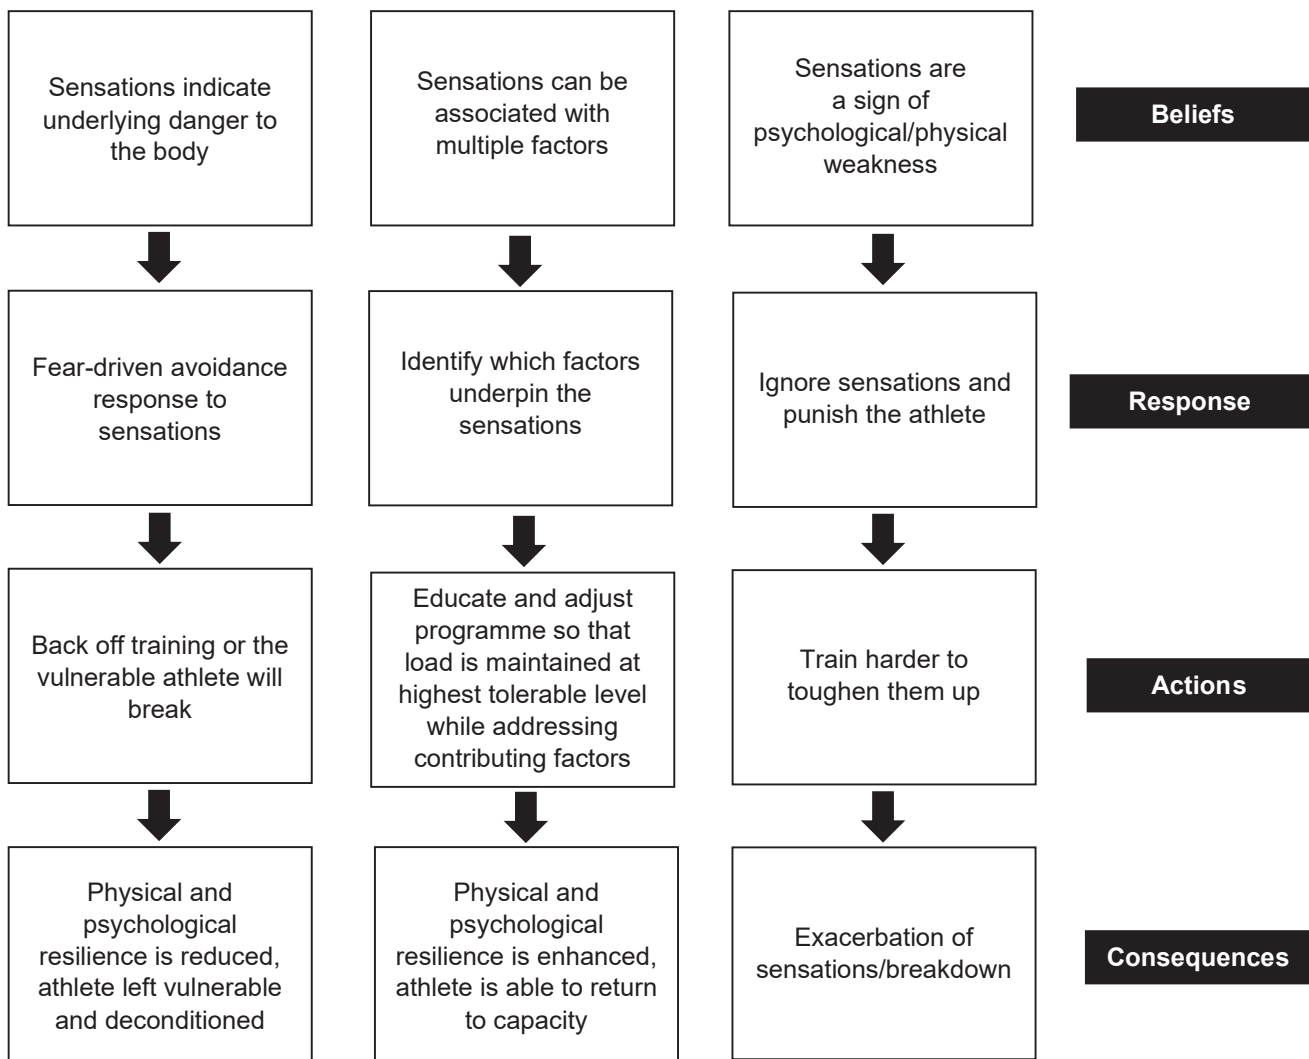 Sensations indicate
underlying danger to
the body
Sensations can be
associated with
multiple factors
Sensations are
a sign of
psychological/physical
weakness
Beliefs
Fear-driven avoidance
response to
sensations
Identify which factors
underpin the
sensations
Ignore sensations and
punish the athlete
Response
Back off training or the
vulnerable athlete will
break
Educate and adjust
programme so that
load is maintained at
highest tolerable level
while addressing
contributing factors
Train harder to
toughen them up
Actions
Physical and
psychological
resilience is reduced,
athlete left vulnerable
and deconditioned
Physical and
psychological
resilience is enhanced,
athlete is able to return
to capacity
Exacerbation of
sensations/breakdown
Consequences